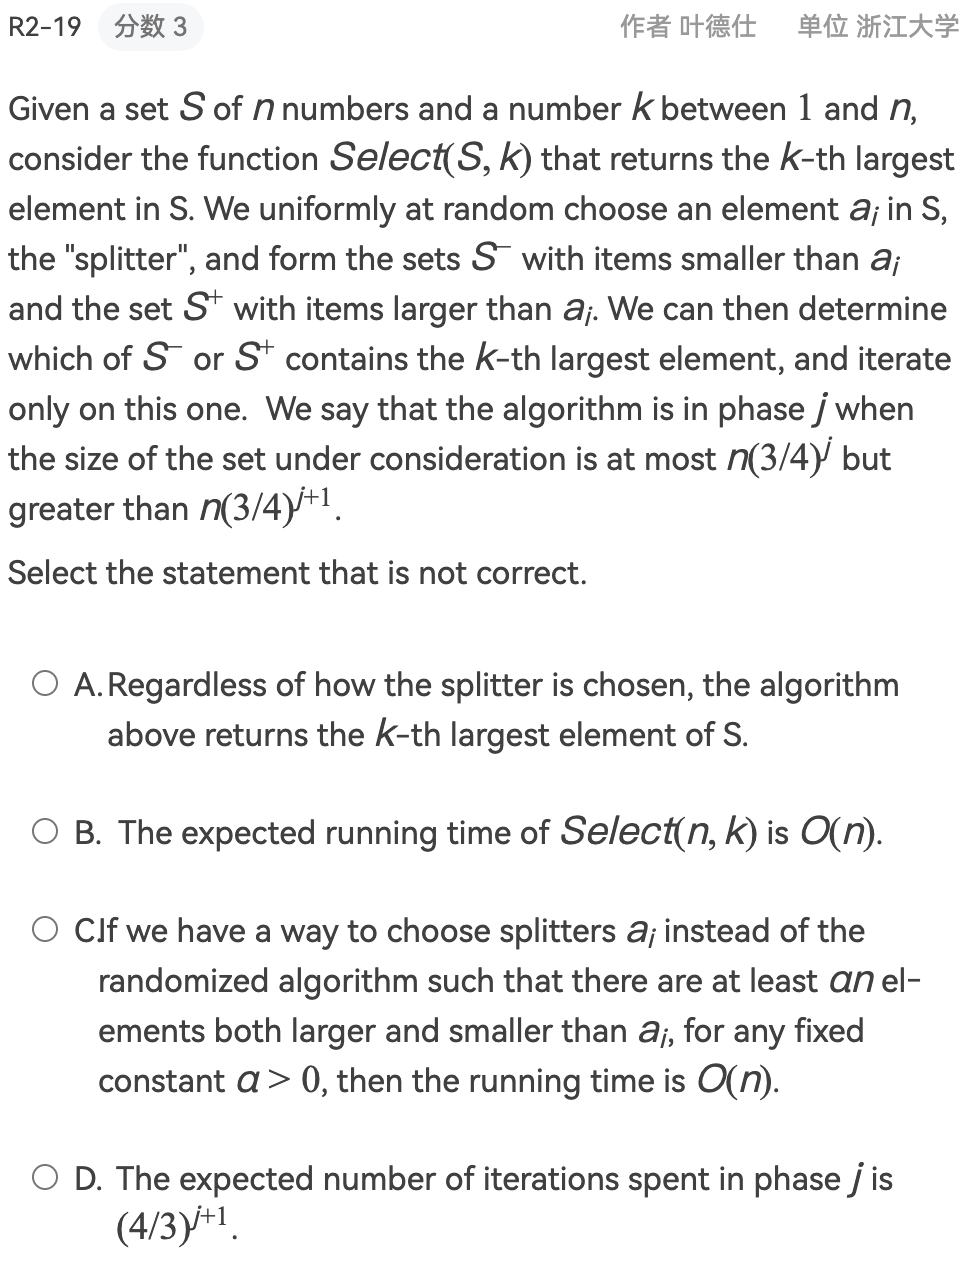 R2-19 分数 3 作者 叶德仕 单位 浙江大学
Given a set S of n numbers and a number k between 1 and n,
consider the function Select(S, k) that returns the k-th largest
element in S. We uniformly at random choose an element aᵢ in S,
the "splitter", and form the sets S⁻ with items smaller than aᵢ
and the set S⁺ with items larger than aᵢ. We can then determine
which of S⁻ or S⁺ contains the k-th largest element, and iterate
only on this one. We say that the algorithm is in phase j when
the size of the set under consideration is at most n(3/4)ʲ but
greater than n(3/4)ʲ⁺¹.
Select the statement that is not correct.
A. Regardless of how the splitter is chosen, the algorithm
above returns the k-th largest element of S.
B. The expected running time of Select(n, k) is O(n).
C. If we have a way to choose splitters aᵢ instead of the
randomized algorithm such that there are at least αn el-
ements both larger and smaller than aᵢ, for any fixed
constant α > 0, then the running time is O(n).
D. The expected number of iterations spent in phase j is
(4/3)ʲ⁺¹.